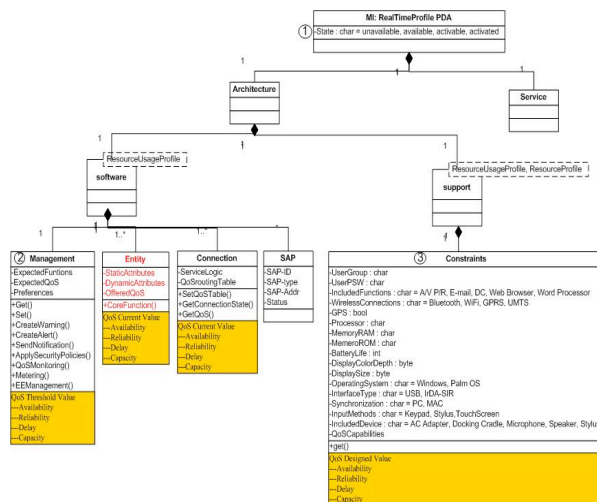 MI: RealTimeProfile PDA
1 -State : char = unavailable, available, activable, activated
1
1
1
1
Architecture
Service
1
1
1
ResourceUsageProfile
software
ResourceUsageProfile, ResourceProfile
support
1
1..*
1..*
*
2 Management
-ExpectedFuntions
-ExpectedQoS
-Preferences
+Get()
+Set()
+CreateWarning()
+CreateAlert()
+SendNotification()
+ApplySecurityPolicies()
+QoSMonitoring()
+Metering()
+EEManagement()
QoS Threshold Value
---Availability
---Reliability
---Delay
---Capacity
Entity
-StaticAttributes
-DynamicAttributes
-OfferedQoS
+CoreFunction()
QoS Current Value
---Availability
---Reliability
---Delay
---Capacity
Connection
-ServiceLogic
-QoSroutingTable
+SetQoSTable()
+GetConnectionState()
+GetQoS()
QoS Current Value
---Availability
---Reliability
---Delay
---Capacity
SAP
-SAP-ID
-SAP-type
-SAP-Addr
-Status
3 Constraints
-UserGroup : char
-UserPSW : char
-IncludedFunctions : char = A/V P/R, E-mail, DC, Web Browser, Word Processor
-WirelessConnections : char = Bluetooth, WiFi, GPRS, UMTS
-GPS : bool
-Processor : char
-MemoryRAM : char
-MemeroROM : char
-BatteryLife : int
-DisplayColorDepth : byte
-DisplaySize : byte
-OperatingSystem : char = Windows, Palm OS
-InterfaceType : char = USB, IrDA-SIR
-Synchronization : char = PC, MAC
-InputMethods : char = Keypad, Stylus,TouchScreen
-IncludedDevice : char = AC Adapter, Docking Cradle, Microphone, Speaker, Stylus
-QoSCapabilities
+get()
QoS Designed Value
---Availability
---Reliability
---Delay
---Capacity